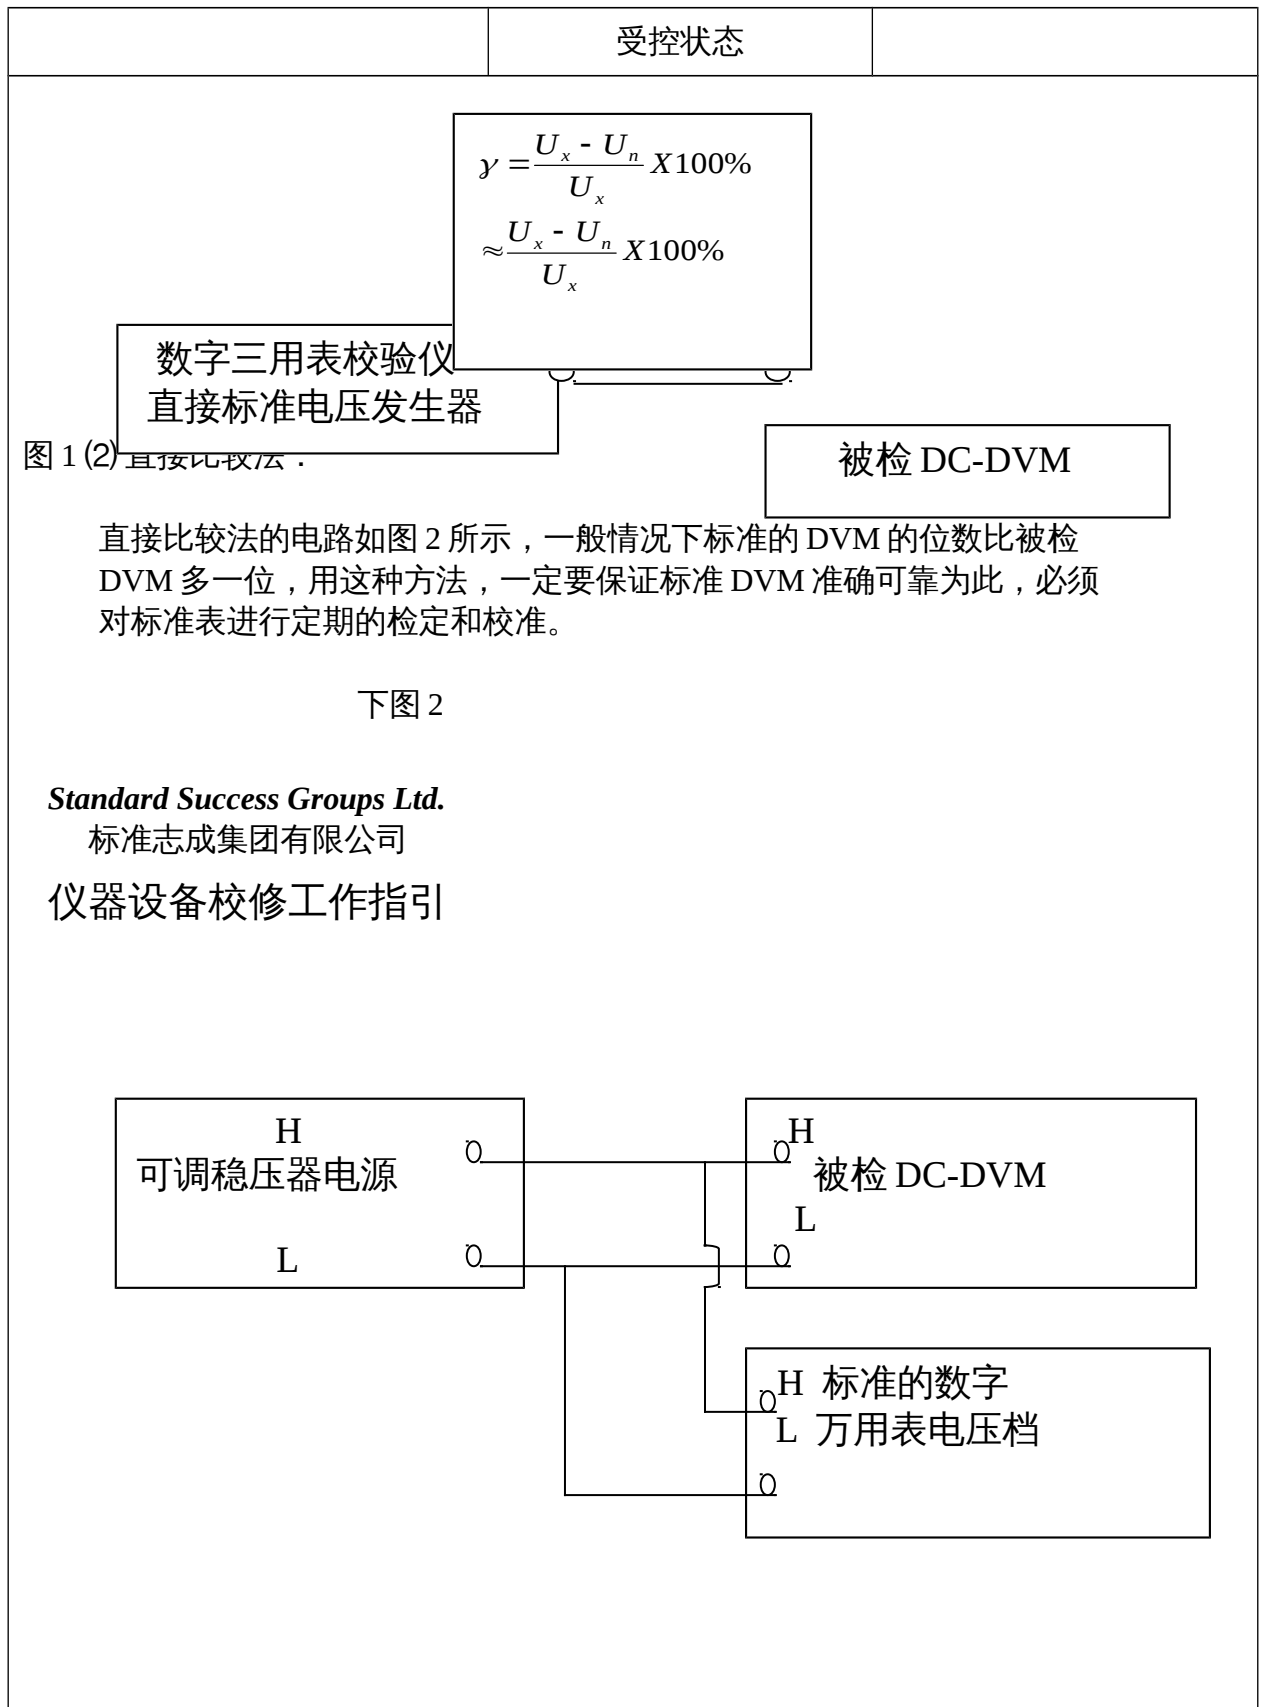 受控状态
γ = (Uₓ - Uₙ)/Uₓ X100%
≈ (Uₓ - Uₙ)/Uₓ X100%
数字三用表校验仪
直接标准电压发生器
图 1 ⑵ 直接比较法：
被检 DC-DVM
直接比较法的电路如图 2 所示，一般情况下标准的 DVM 的位数比被检
DVM 多一位，用这种方法，一定要保证标准 DVM 准确可靠为此，必须
对标准表进行定期的检定和校准。
下图 2
Standard Success Groups Ltd.
标准志成集团有限公司
仪器设备校修工作指引
H
可调稳压器电源
L
H
被检 DC-DVM
L
H 标准的数字
L 万用表电压档